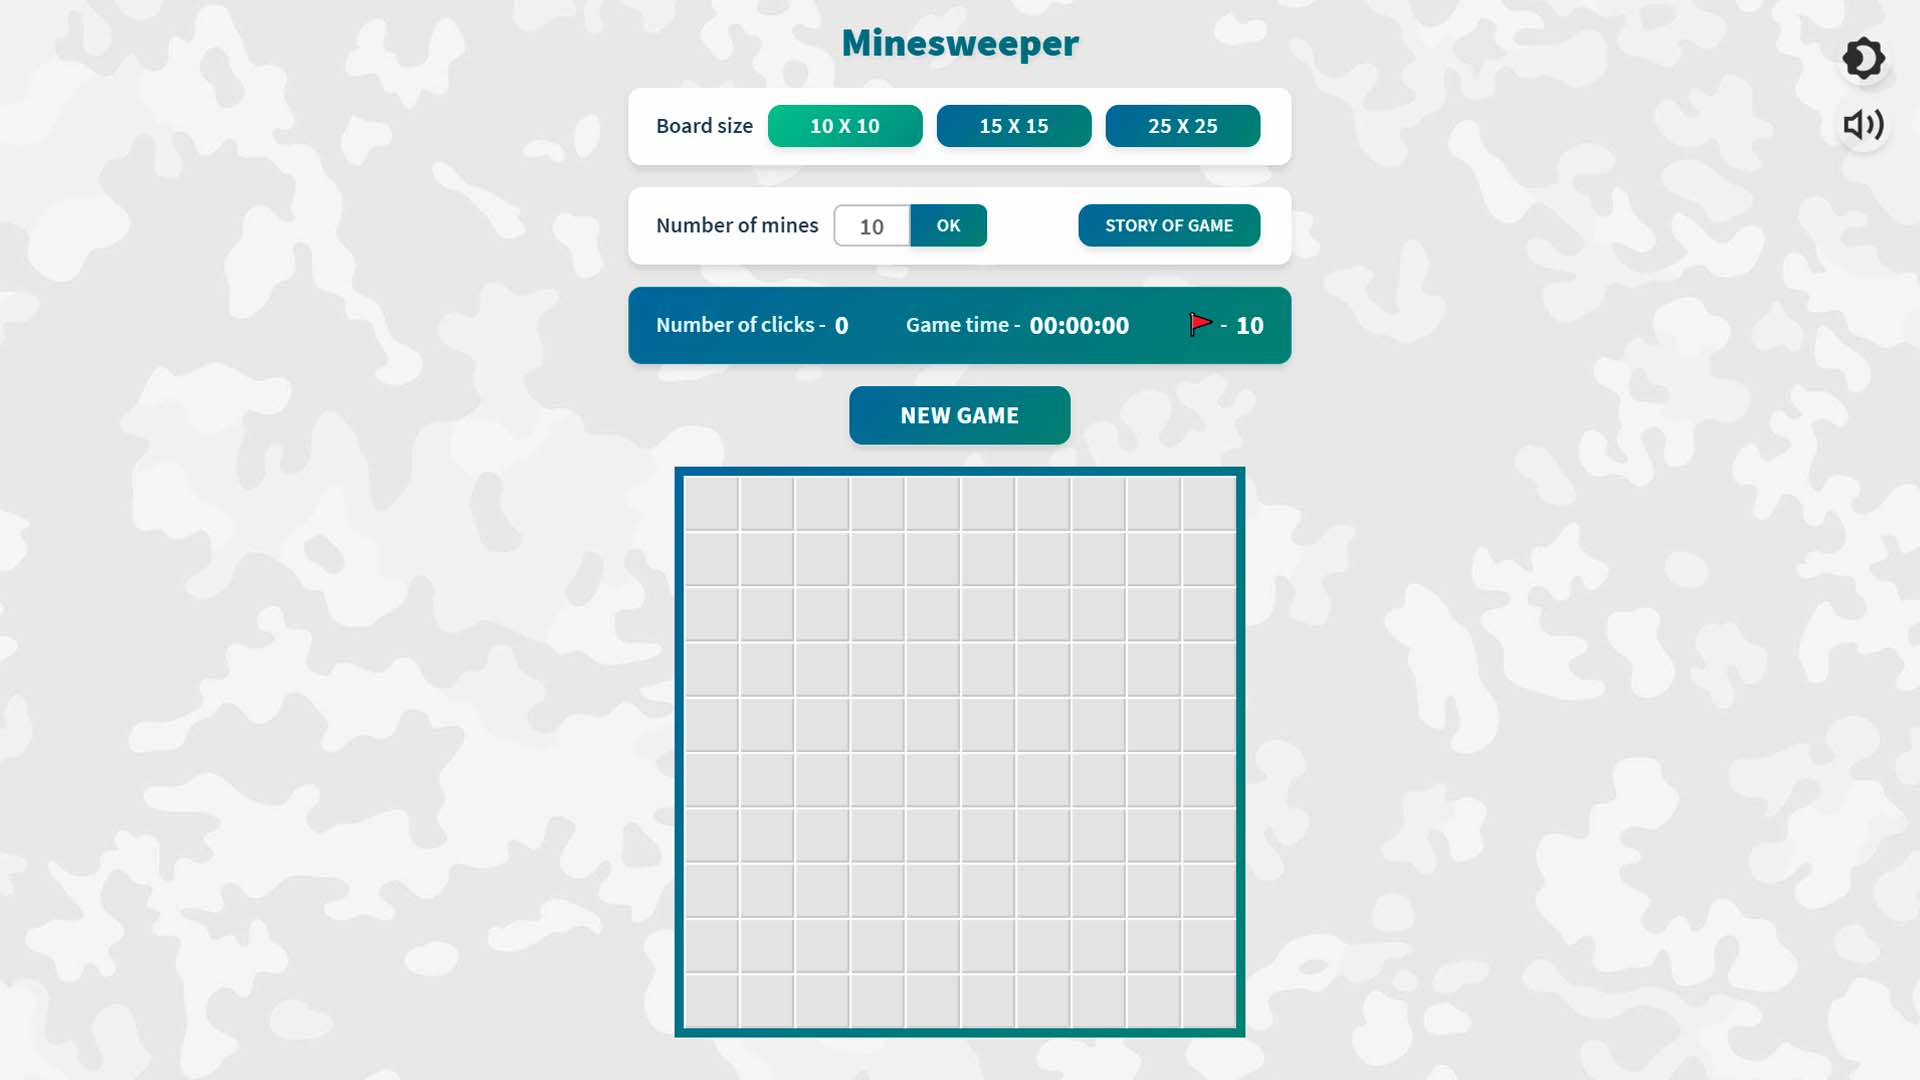 Minesweeper
Board size 10 X 10 15 X 15 25 X 25
Number of mines 10 OK STORY OF GAME
Number of clicks - 0 Game time - 00:00:00 - 10
NEW GAME